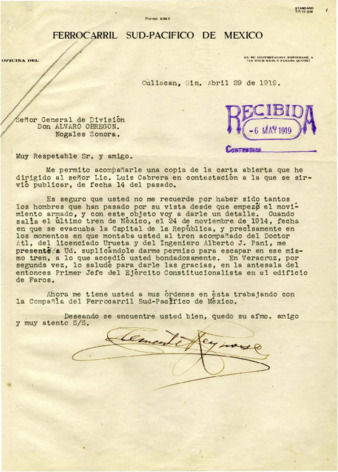 FERROCARRIL SUD-PACIFICO DE MEXICO
OFICINA DEL
Culiacan, Sin. Abril 29 de 1919.
Señor General de División
Don ALVARO OBREGON.
Nogales Sonora.
RECIBIDA
-6 MAY 1919
CONTESTADA
Muy Respetable Sr. y amigo.
Me permito acompañarle una copia de la carta abierta que he
dirigido al señor Lic. Luis Cabrera en contestación a la que se sir-
vió publicar, de fecha 14 del pasado.
Es seguro que usted no me recuerde por haber sido tantos
los hombres que han pasado por su vista desde que empezó el movi-
miento armado, y con este objeto voy a darle un detalle. Cuando
salía el último tren de México, el 24 de noviembre de 1914, fecha
en que se evacuaba la Capital de la República, y precisamente en
los momentos en que montaba usted al tren acompañado del Doctor
Atl, del licenciado Urueta y del Ingeniero Alberto J. Pani, me
presenté a Ud. suplicándole darme permiso para escapar en ese mis-
mo tren, a lo que accedió usted bondadosamente. En Veracruz, por
segunda vez, lo saludé para darle las gracias, en la antesala del
entonces Primer Jefe del Ejército Constitucionalista en el edificio
de Faros.
Ahora me tiene usted a sus órdenes en ésta trabajando con
la Compañía del Ferrocarril Sud-Pacífico de México.
Deseando se encuentre usted bien, quedo su afmo. amigo
y muy atento S/S.